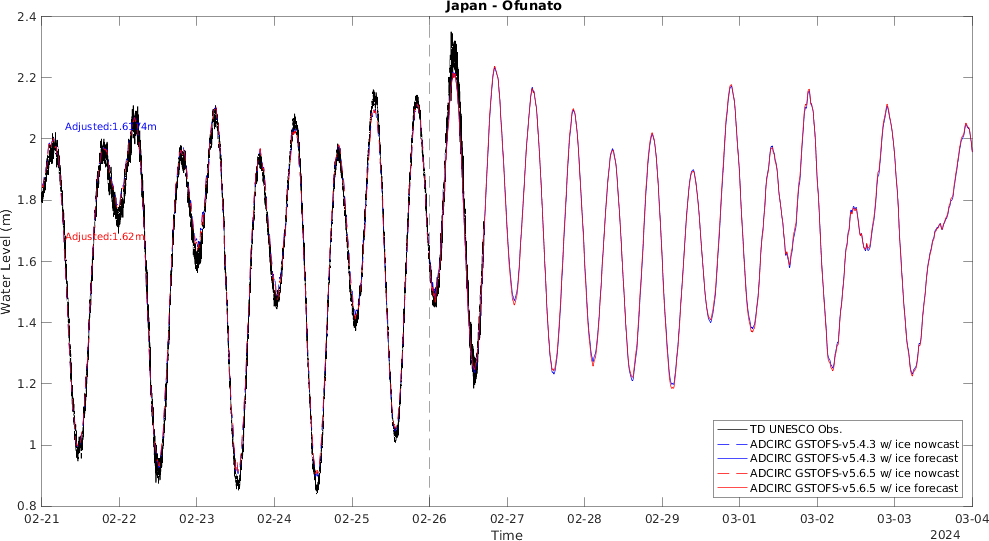 Japan - Ofunato
2.4
2.2
2
1.8
1.6
1.4
1.2
1
0.8
Water Level (m)
Adjusted:1.6174m
Adjusted:1.62m
TD UNESCO Obs.
ADCIRC GSTOFS-v5.4.3 w/ ice nowcast
ADCIRC GSTOFS-v5.4.3 w/ ice forecast
ADCIRC GSTOFS-v5.6.5 w/ ice nowcast
ADCIRC GSTOFS-v5.6.5 w/ ice forecast
02-21 02-22 02-23 02-24 02-25 02-26 02-27 02-28 02-29 03-01 03-02 03-03 03-04
Time
2024